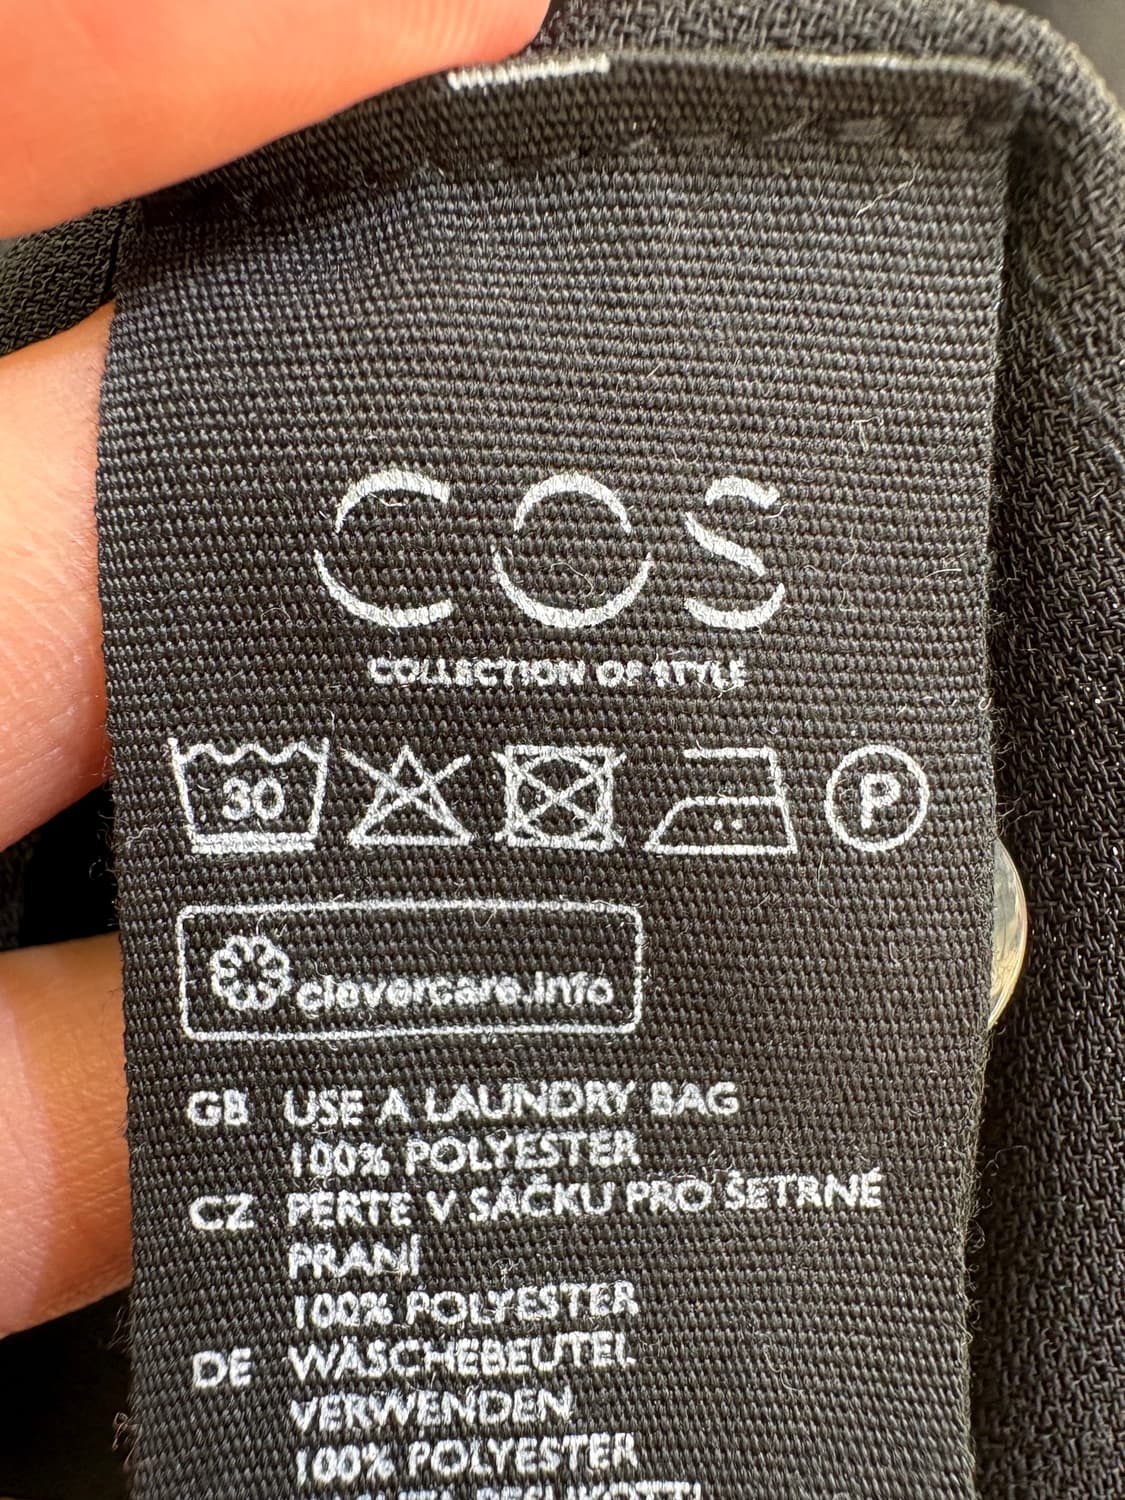 COS
COLLECTION OF STYLE
30
P
clevercare.info
GB USE A LAUNDRY BAG
100% POLYESTER
CZ PERTE V SÁČKU PRO ŠETRNÉ
PRANÍ
100% POLYESTER
DE WÄSCHEBEUTEL
VERWENDEN
100% POLYESTER